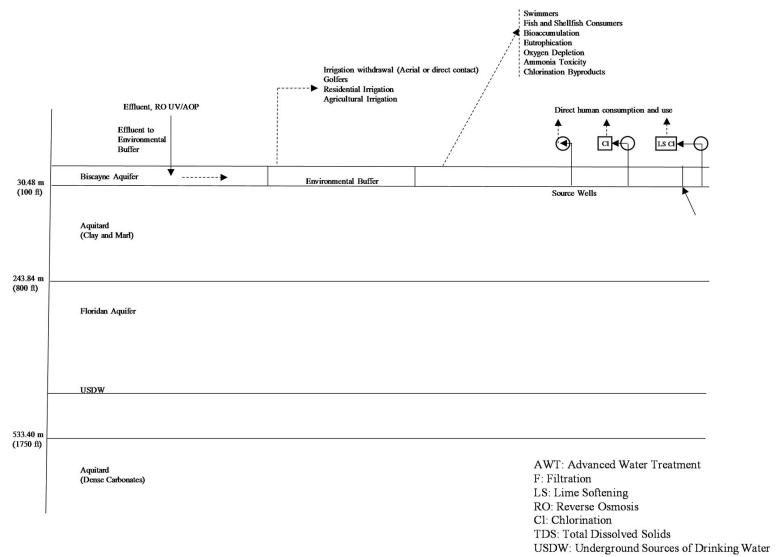 Swimmers
Fish and Shellfish Consumers
Bioaccumulation
Eutrophication
Oxygen Depletion
Ammonia Toxicity
Chlorination Byproducts
Irrigation withdrawal (Aerial or direct contact)
Golfers
Residential Irrigation
Agricultural Irrigation
Effluent, RO UV/AOP
Effluent to
Environmental
Buffer
Direct human consumption and use
Cl
LS Cl
Biscayne Aquifer
Environmental Buffer
30.48 m
(100 ft)
Source Wells
Aquitard
(Clay and Marl)
243.84 m
(800 ft)
Floridan Aquifer
USDW
533.40 m
(1750 ft)
Aquitard
(Dense Carbonates)
AWT: Advanced Water Treatment
F: Filtration
LS: Lime Softening
RO: Reverse Osmosis
Cl: Chlorination
TDS: Total Dissolved Solids
USDW: Underground Sources of Drinking Water